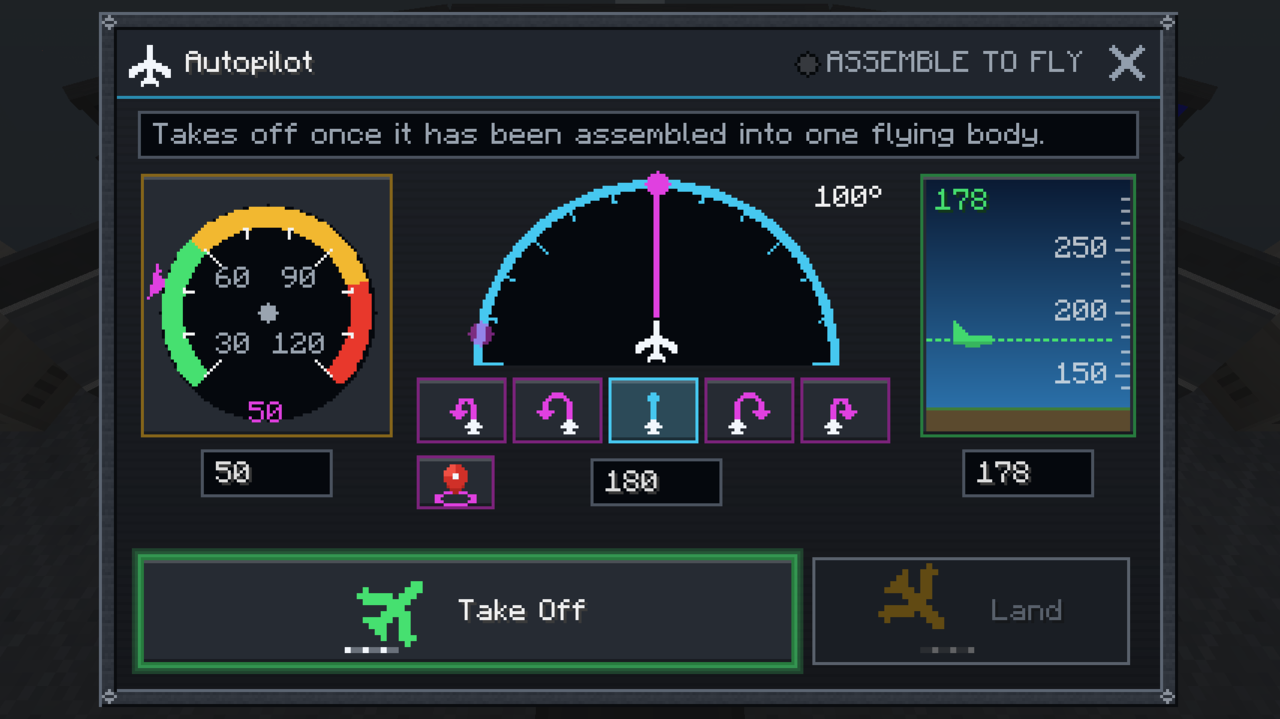 Autopilot
ASSEMBLE TO FLY
Takes off once it has been assembled into one flying body.
60 90
30 120
50
100°
178
250
200
150
50
180
178
Take Off
Land